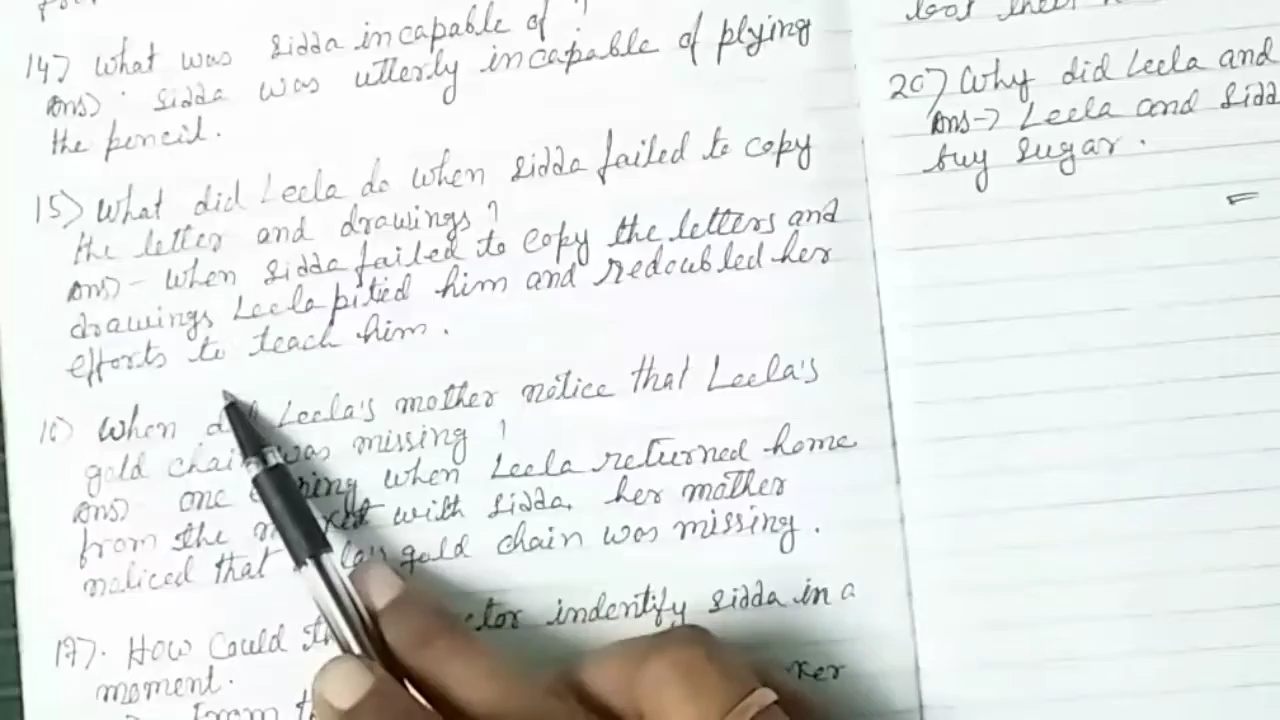 14) What was Sidda incapable of ?
Ans) Sidda was utterly incapable of plying
the pencil.
15) What did Leela do when Sidda failed to copy
the letter and drawings?
Ans) - When Sidda failed to copy the letters and
drawings Leela pitied him and redoubled her
efforts to teach him.
16) When Leela's mother notice that Leela's
gold chain was missing ?
Ans) One when Leela returned home
from the with Sidda, her mother
noticed that gold chain was missing.
17). How could indentify Sidda in a
moment.
from
20) Why did Leela and
Ans-> Leela and Sidd
buy sugar.